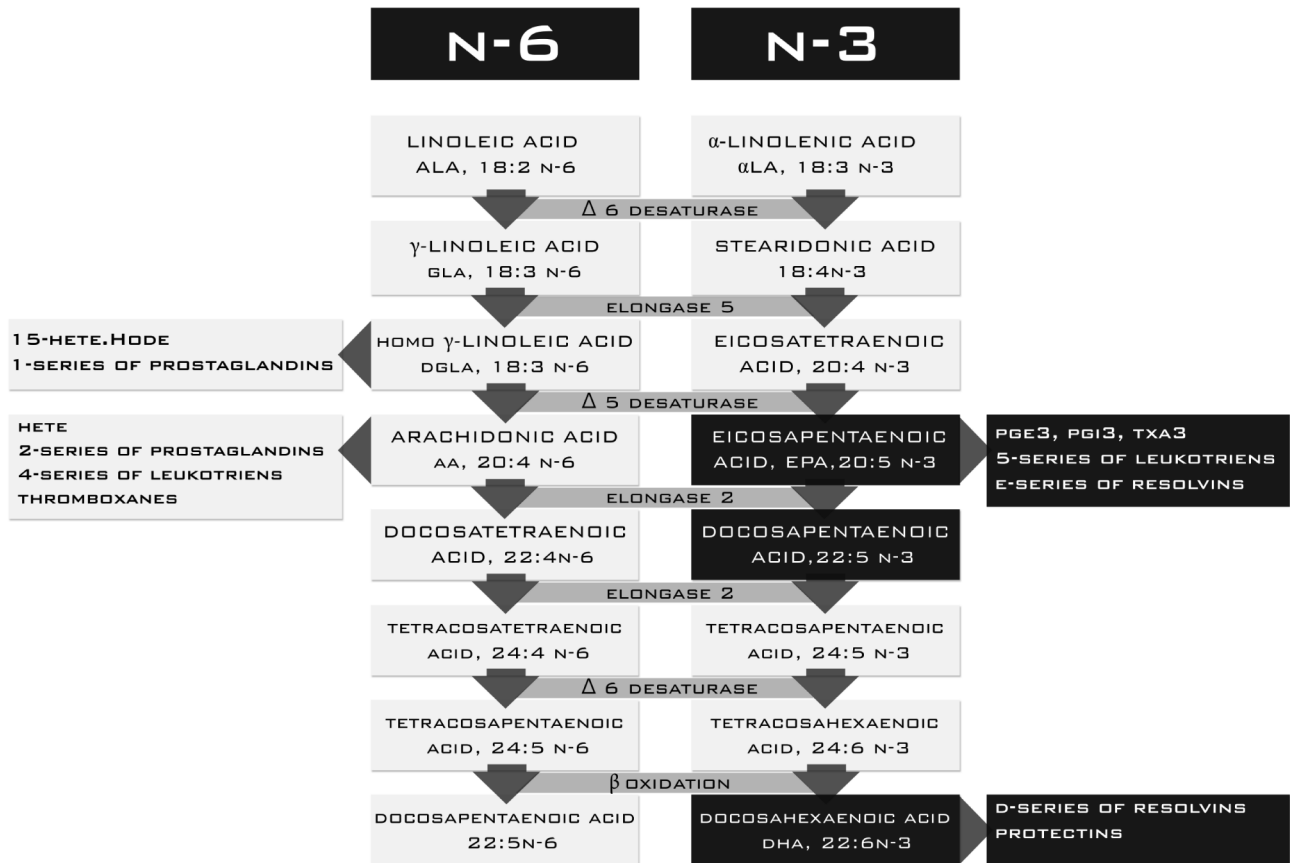 N-6
N-3
LINOLEIC ACID
ALA, 18:2 N-6
α-LINOLENIC ACID
αLA, 18:3 N-3
Δ 6 DESATURASE
γ-LINOLEIC ACID
GLA, 18:3 N-6
STEARIDONIC ACID
18:4N-3
ELONGASE 5
15-HETE.HODE
1-SERIES OF PROSTAGLANDINS
HOMO γ-LINOLEIC ACID
DGLA, 18:3 N-6
EICOSATETRAENOIC
ACID, 20:4 N-3
Δ 5 DESATURASE
HETE
2-SERIES OF PROSTAGLANDINS
4-SERIES OF LEUKOTRIENS
THROMBOXANES
ARACHIDONIC ACID
AA, 20:4 N-6
EICOSAPENTAENOIC
ACID, EPA,20:5 N-3
PGE3, PGI3, TXA3
5-SERIES OF LEUKOTRIENS
E-SERIES OF RESOLVINS
ELONGASE 2
DOCOSATETRAENOIC
ACID, 22:4N-6
DOCOSAPENTAENOIC
ACID,22:5 N-3
ELONGASE 2
TETRACOSATETRAENOIC
ACID, 24:4 N-6
TETRACOSAPENTAENOIC
ACID, 24:5 N-3
Δ 6 DESATURASE
TETRACOSAPENTAENOIC
ACID, 24:5 N-6
TETRACOSAHEXAENOIC
ACID, 24:6 N-3
β OXIDATION
DOCOSAPENTAENOIC ACID
22:5N-6
DOCOSAHEXAENOIC ACID
DHA, 22:6N-3
D-SERIES OF RESOLVINS
PROTECTINS